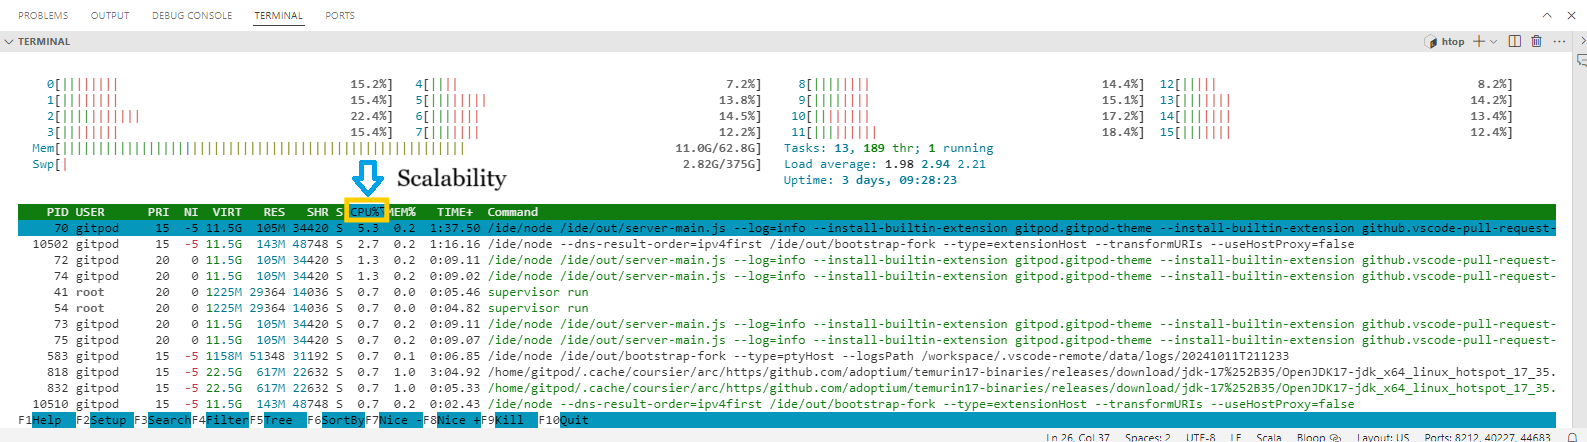 PROBLEMS OUTPUT DEBUG CONSOLE TERMINAL PORTS
TERMINAL htop
0[|||||||| 15.2%] 4[|||| 7.2%] 8[|||||||| 14.4%] 12[||||| 8.2%]
1[|||||||| 15.4%] 5[|||||||| 13.8%] 9[|||||||| 15.1%] 13[||||||| 14.2%]
2[||||||||||| 22.4%] 6[||||||| 14.5%] 10[|||||||| 17.2%] 14[||||||| 13.4%]
3[|||||||| 15.4%] 7[||||||| 12.2%] 11[||||||||| 18.4%] 15[||||||| 12.4%]
Mem[||||||||||||||||||||||||||||||||||||||||||||||||||||||| 11.0G/62.8G] Tasks: 13, 189 thr; 1 running
Swp[| 2.82G/375G] Load average: 1.98 2.94 2.21
Scalability
Uptime: 3 days, 09:28:23
PID USER PRI NI VIRT RES SHR S CPU% MEM% TIME+ Command
70 gitpod 15 -5 11.5G 105M 34420 S 5.3 0.2 1:37.50 /ide/node /ide/out/server-main.js --log=info --install-builtin-extension gitpod.gitpod-theme --install-builtin-extension github.vscode-pull-request-
10502 gitpod 15 -5 11.5G 143M 48748 S 2.7 0.2 1:16.16 /ide/node --dns-result-order=ipv4first /ide/out/bootstrap-fork --type=extensionHost --transformURIs --useHostProxy=false
72 gitpod 20 0 11.5G 105M 34420 S 1.3 0.2 0:09.11 /ide/node /ide/out/server-main.js --log=info --install-builtin-extension gitpod.gitpod-theme --install-builtin-extension github.vscode-pull-request-
74 gitpod 20 0 11.5G 105M 34420 S 1.3 0.2 0:09.02 /ide/node /ide/out/server-main.js --log=info --install-builtin-extension gitpod.gitpod-theme --install-builtin-extension github.vscode-pull-request-
41 root 20 0 1225M 29364 14036 S 0.7 0.0 0:05.46 supervisor run
54 root 20 0 1225M 29364 14036 S 0.7 0.0 0:04.82 supervisor run
73 gitpod 20 0 11.5G 105M 34420 S 0.7 0.2 0:09.11 /ide/node /ide/out/server-main.js --log=info --install-builtin-extension gitpod.gitpod-theme --install-builtin-extension github.vscode-pull-request-
75 gitpod 20 0 11.5G 105M 34420 S 0.7 0.2 0:09.07 /ide/node /ide/out/server-main.js --log=info --install-builtin-extension gitpod.gitpod-theme --install-builtin-extension github.vscode-pull-request-
583 gitpod 15 -5 1158M 51348 31192 S 0.7 0.1 0:06.85 /ide/node /ide/out/bootstrap-fork --type=ptyHost --logsPath /workspace/.vscode-remote/data/logs/20241011T211233
818 gitpod 15 -5 22.5G 617M 22632 S 0.7 1.0 3:04.92 /home/gitpod/.cache/coursier/arc/https/github.com/adoptium/temurin17-binaries/releases/download/jdk-17%252B35/OpenJDK17-jdk_x64_linux_hotspot_17_35.
832 gitpod 15 -5 22.5G 617M 22632 S 0.7 1.0 0:05.33 /home/gitpod/.cache/coursier/arc/https/github.com/adoptium/temurin17-binaries/releases/download/jdk-17%252B35/OpenJDK17-jdk_x64_linux_hotspot_17_35.
10510 gitpod 15 -5 11.5G 143M 48748 S 0.7 0.2 0:02.43 /ide/node --dns-result-order=ipv4first /ide/out/bootstrap-fork --type=extensionHost --transformURIs --useHostProxy=false
F1Help F2Setup F3SearchF4FilterF5Tree F6SortByF7Nice -F8Nice +F9Kill F10Quit
Ln 26, Col 37 Spaces: 2 UTF-8 LF Scala Bloop Layout: US Ports: 8212, 40227, 44683